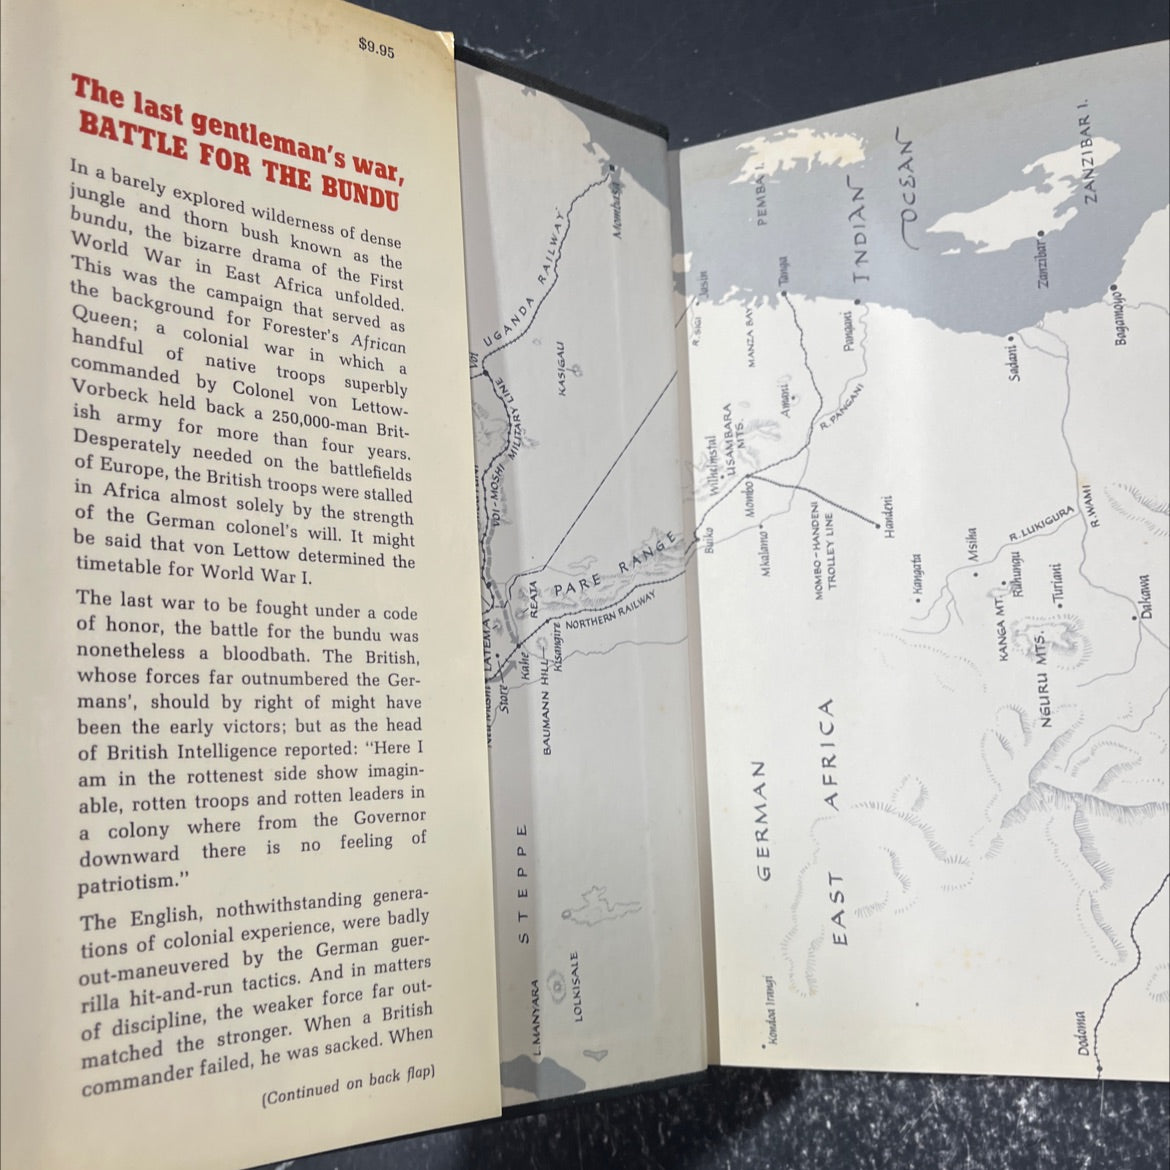 $9.95
The last gentleman's war,
BATTLE FOR THE BUNDU
In a barely explored wilderness of dense
jungle and thorn bush known as the
bundu, the bizarre drama of the First
World War in East Africa unfolded.
This was the campaign that served as
the background for Forester's African
Queen; a colonial war in which a
handful of native troops superbly
commanded by Colonel von Lettow-
Vorbeck held back a 250,000-man Brit-
ish army for more than four years.
Desperately needed on the battlefields
of Europe, the British troops were stalled
in Africa almost solely by the strength
of the German colonel's will. It might
be said that von Lettow determined the
timetable for World War I.
The last war to be fought under a code
of honor, the battle for the bundu was
nonetheless a bloodbath. The British,
whose forces far outnumbered the Ger-
mans', should by right of might have
been the early victors; but as the head
of British Intelligence reported: “Here I
am in the rottenest side show imagin-
able, rotten troops and rotten leaders in
a colony where from the Governor
downward there is no feeling of
patriotism.”
The English, nothwithstanding genera-
tions of colonial experience, were badly
out-maneuvered by the German guer-
rilla hit-and-run tactics. And in matters
of discipline, the weaker force far out-
matched the stronger. When a British
commander failed, he was sacked. When
(Continued on back flap)
Mombasa
UGANDA RAILWAY
VOI
KASIGAU
VOI-MOSHI
MILITARY LINE
PARE RANGE
REATA
LATEMA
NORTHERN RAILWAY
Kisangire
Kahe
Store
BAUMANN HILL
STEPPE
L. MANYARA
LOLKISALE
PEMBA I.
INDIAN
OCEAN
ZANZIBAR I.
Zanzibar
Jasin
R. SIGI
Tanga
MANZA BAY
Pangani
Amani
R. PANGANI
USAMBARA
MTS.
Wilhelmstal
Mombo
Buiko
Mkalamo
MOMBO-HANDENI
TROLLEY LINE
Handeni
Sadani
Bagamoyo
R. WAMI
R. LUKIGURA
Msiha
Kangata
Ruhungu
KANGA MT.
Turiani
NGURU MTS.
Dakawa
GERMAN
EAST AFRICA
Kondoa Irangi
Dodoma